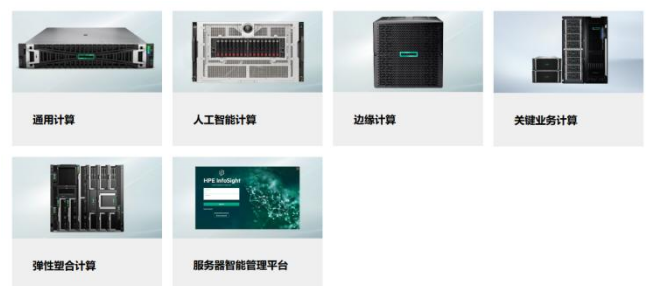 通用计算
人工智能计算
边缘计算
关键业务计算
HPE InfoSight
弹性塑合计算
服务器智能管理平台